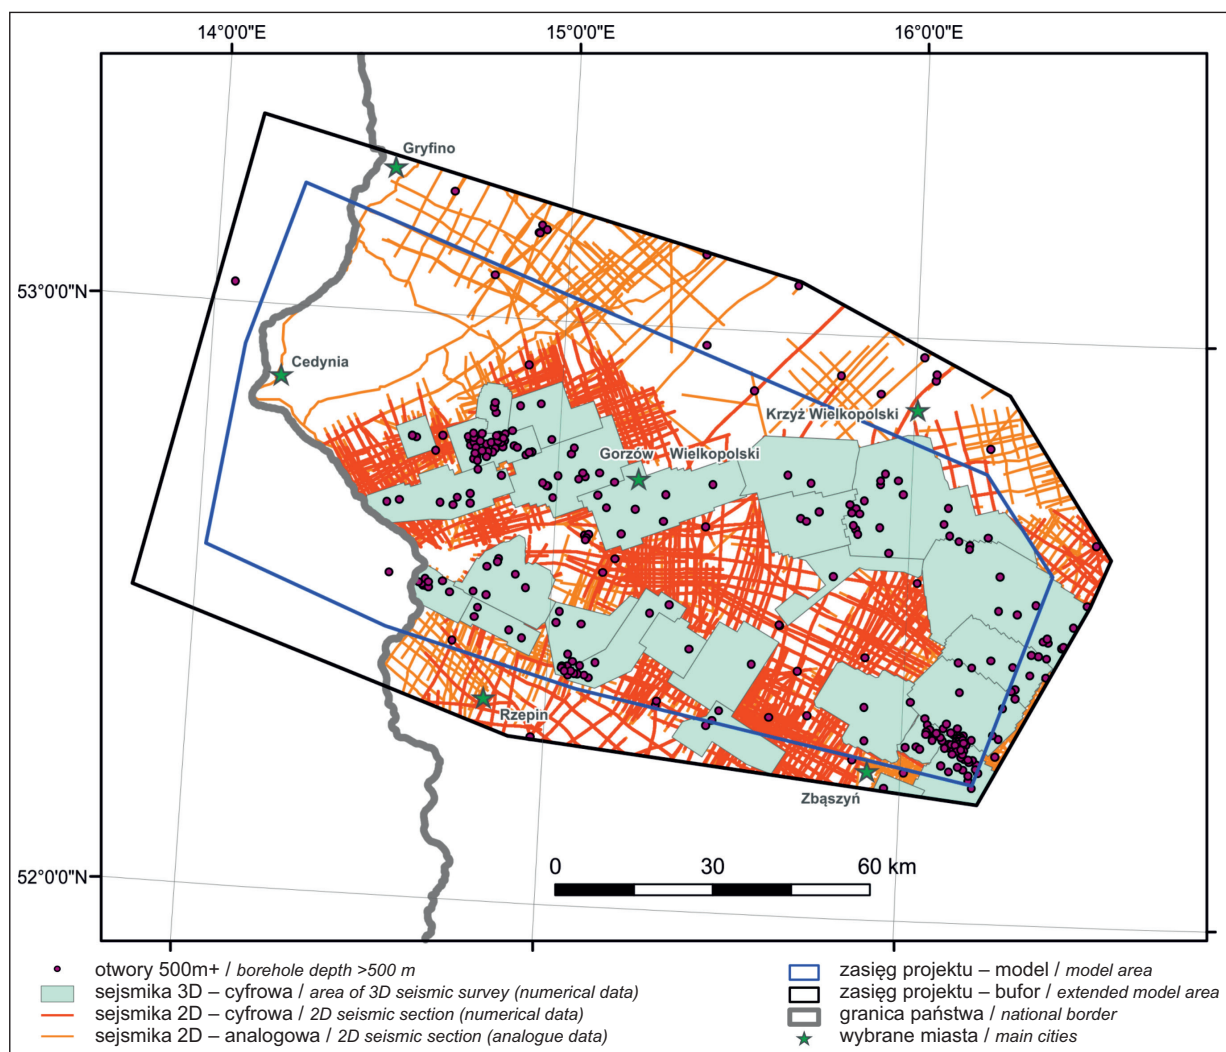 14°0'0"E 15°0'0"E 16°0'0"E
Gryfino
53°0'0"N
Cedynia
Krzyż Wielkopolski
Gorzów Wielkopolski
Rzepin
Zbąszyń
0 30 60 km
52°0'0"N
otwory 500m+ / borehole depth >500 m
sejsmika 3D – cyfrowa / area of 3D seismic survey (numerical data)
sejsmika 2D – cyfrowa / 2D seismic section (numerical data)
sejsmika 2D – analogowa / 2D seismic section (analogue data)
zasięg projektu – model / model area
zasięg projektu – bufor / extended model area
granica państwa / national border
wybrane miasta / main cities